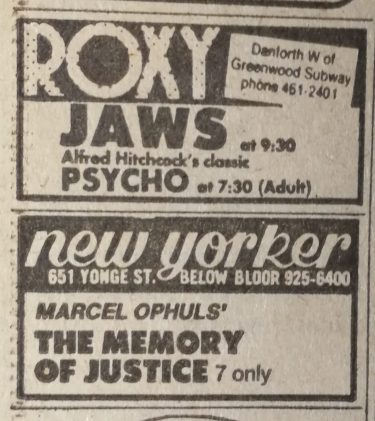 ROXY
Danforth W of
Greenwood Subway
phone 461-2401
JAWS at 9:30
Alfred Hitchcock's classic
PSYCHO at 7:30 (Adult)
new yorker
651 YONGE ST. BELOW BLOOR 925-6400
MARCEL OPHULS'
THE MEMORY
OF JUSTICE 7 only